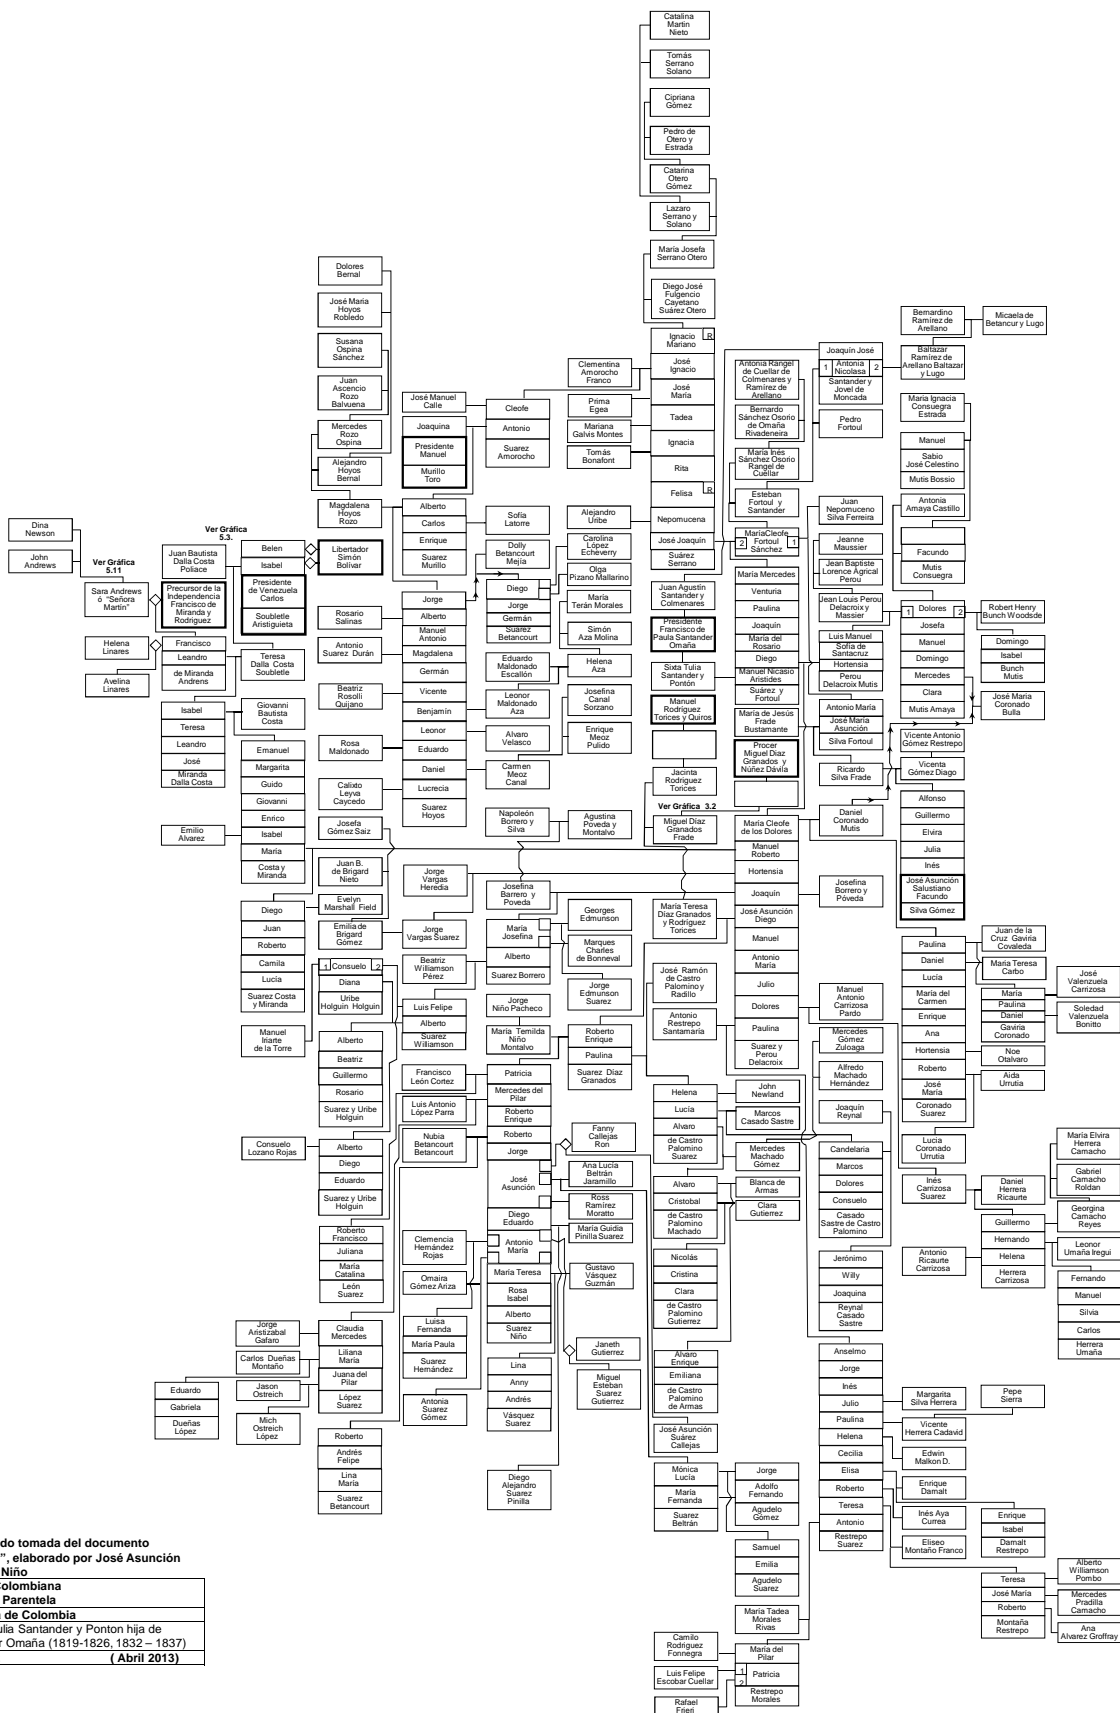 Catalina
Martin
Nieto
Tomás
Serrano
Solano
Cipriana
Gómez
Pedro de
Otero y
Estrada
Catarina
Otero
Gómez
Lazaro
Serrano y
Solano
María Josefa
Serrano Otero
Diego José
Fulgencio
Cayetano
Suárez Otero
Dolores
Bernal
José Maria
Hoyos
Robledo
Susana
Ospina
Sánchez
Juan
Ascencio
Rozo
Balvuena
Mercedes
Rozo
Ospina
Alejandro
Hoyos
Bernal
Magdalena
Hoyos
Rozo
José Manuel
Calle
Joaquina
Presidente
Manuel
Murillo
Toro
Cleofe
Antonio
Suarez
Amorocho
Clementina
Amorocho
Franco
Prima
Egea
Mariana
Galvis Montes
Tomás
Bonafont
Ignacio
Mariano
R
José
Ignacio
José
María
Tadea
Ignacia
Rita
Felisa
R
Nepomucena
José Joaquín
Suárez
Serrano
Alejandro
Uribe
Antonia Rangel
de Cuellar de
Colmenares y
Ramírez de
Arellano
Bernardo
Sánchez Osorio
de Omaña
Rivadeneira
María Inés
Sánchez Osorio
Rangel de
Cuellar
Esteban
Fortoul y
Santander
MaríaCleofe
Fortoul
Sánchez
2
1
Joaquín José
1
Antonia
Nicolasa
2
Santander y
Jovel de
Moncada
Pedro
Fortoul
Bernardino
Ramírez de
Arellano
Micaela de
Betancur y Lugo
Baltazar
Ramírez de
Arellano Baltazar
y Lugo
Maria Ignacia
Consuegra
Estrada
Manuel
Sabio
José Celestino
Mutis Bossio
Antonia
Amaya Castillo
Facundo
Mutis
Consuegra
Juan
Nepomuceno
Silva Ferreira
Jeanne
Maussier
Jean Baptiste
Lorence Agrical
Perou
Jean Louis Perou
Delacroix y
Massier
Luis Manuel
Sofía de
Santacruz
Hortensia
Perou
Delacroix Mutis
1
Dolores
2
Josefa
Manuel
Domingo
Mercedes
Clara
Mutis Amaya
Robert Henry
Bunch Woodsde
Domingo
Isabel
Bunch
Mutis
José Maria
Coronado
Bulla
Dina
Newson
John
Andrews
Ver Gráfica
5.11
Sara Andrews
ó "Señora
Martín"
Helena
Linares
Avelina
Linares
Ver Gráfica
5.3.
Juan Bautista
Dalla Costa
Poliace
Precursor de la
Independencia
Francisco de
Miranda y
Rodriguez
Francisco
Leandro
de Miranda
Andrens
Belen
Isabel
Presidente
de Venezuela
Carlos
Soubletle
Aristiguieta
Libertador
Simón
Bolívar
Teresa
Dalla Costa
Soubletle
Isabel
Teresa
Leandro
José
Miranda
Dalla Costa
Giovanni
Bautista
Costa
Emanuel
Margarita
Guido
Giovanni
Enrico
Isabel
María
Costa y
Miranda
Emilio
Alvarez
Alberto
Carlos
Enrique
Suarez
Murillo
Sofía
Latorre
Dolly
Betancourt
Mejía
Diego
Jorge
Germán
Suarez
Betancourt
Carolina
López
Echeverry
Olga
Pizano Mallarino
María
Terán Morales
Simón
Aza Molina
Helena
Aza
Eduardo
Maldonado
Escallón
Leonor
Maldonado
Aza
Josefina
Canal
Sorzano
Enrique
Meoz
Pulido
Alvaro
Velasco
Carmen
Meoz
Canal
Rosario
Salinas
Antonio
Suarez Durán
Beatriz
Rosolli
Quijano
Rosa
Maldonado
Calixto
Leyva
Caycedo
Jorge
Alberto
Manuel
Antonio
Magdalena
Germán
Vicente
Benjamín
Leonor
Eduardo
Daniel
Lucrecia
Suarez
Hoyos
María Mercedes
Venturia
Paulina
Joaquín
María del
Rosario
Diego
Manuel Nicasio
Aristides
Suárez y
Fortoul
Juan Agustín
Santander y
Colmenares
Presidente
Francisco de
Paula Santander
Omaña
Sixta Tulia
Santander y
Pontón
Manuel
Rodríguez
Torices y Quiros
Jacinta
Rodríguez
Torices
María de Jesús
Frade
Bustamante
Procer
Miguel Diaz
Granados y
Núñez Dávila
Ver Gráfica 3.2
Miguel Díaz
Granados
Frade
Antonio María
José María
Asunción
Silva Fortoul
Ricardo
Silva Frade
Vicente Antonio
Gómez Restrepo
Vicenta
Gómez Diago
Daniel
Coronado
Mutis
Alfonso
Guillermo
Elvira
Julia
Inés
José Asunción
Salustiano
Facundo
Silva Gómez
María Cleofe
de los Dolores
Manuel
Roberto
Hortensia
Joaquín
José Asunción
Diego
Manuel
Antonio
María
Julio
Dolores
Paulina
Suarez y
Perou
Delacroix
Josefina
Borrero y
Póveda
Napoleón
Borrero y
Silva
Agustina
Poveda y
Montalvo
Josefina
Barrero y
Poveda
Josefa
Gómez Saiz
Juan B.
de Brigard
Nieto
Evelyn
Marshall Field
Emilia de
Brigard
Gómez
Jorge
Vargas
Heredia
Jorge
Vargas Suarez
Diego
Juan
Roberto
Camila
Lucía
Suarez Costa
y Miranda
Manuel
Iriarte
de la Torre
1
Consuelo
2
Diana
Uribe
Holguin Holguin
Beatriz
Williamson
Pérez
Luis Felipe
Alberto
Suarez
Williamson
María
Josefina
Alberto
Suarez Borrero
Georges
Edmunson
Marques
Charles
de Bonneval
Jorge
Edmunson
Suarez
María Teresa
Díaz Granados
y Rodríguez
Torices
José Ramón
de Castro
Palomino y
Radillo
Antonio
Restrepo
Santamaría
Jorge
Niño Pacheco
María Temilda
Niño
Montalvo
Roberto
Enrique
Paulina
Suarez Díaz
Granados
Manuel
Antonio
Carrizosa
Pardo
Mercedes
Gómez
Zuloaga
Alfredo
Machado
Hernández
Joaquín
Reynal
Paulina
Daniel
Lucía
María del
Carmen
Enrique
Ana
Hortensia
Roberto
José
María
Coronado
Suarez
Juan de la
Cruz Gaviria
Covaleda
Maria Teresa
Carbo
María
Paulina
Daniel
Gaviria
Coronado
José
Valenzuela
Carrizosa
Soledad
Valenzuela
Bonitto
Noe
Otalvaro
Aida
Urrutia
Lucia
Coronado
Urrutia
Inés
Carrizosa
Suarez
Antonio
Ricaurte
Carrizosa
Daniel
Herrera
Ricaurte
Guillermo
Hernando
Helena
Herrera
Carrizosa
María Elvira
Herrera
Camacho
Gabriel
Camacho
Roldan
Georgina
Camacho
Reyes
Leonor
Umaña Iregui
Fernando
Manuel
Silvia
Carlos
Herrera
Umaña
Alberto
Beatriz
Guillermo
Rosario
Suarez y Uribe
Holguin
Francisco
León Cortez
Luis Antonio
López Parra
Nubia
Betancourt
Betancourt
Patricia
Mercedes del
Pilar
Roberto
Enrique
Roberto
Jorge
José
Asunción
Diego
Eduardo
Antonio
María
María Teresa
Rosa
Isabel
Alberto
Suarez
Niño
Fanny
Callejas
Ron
Ana Lucía
Beltrán
Jaramillo
Ross
Ramírez
Moratto
María Guidia
Pinilla Suarez
Gustavo
Vásquez
Guzmán
Helena
Lucía
Alvaro
de Castro
Palomino
Suarez
John
Newland
Marcos
Casado Sastre
Mercedes
Machado
Gómez
Blanca de
Armas
Clara
Gutierrez
Alvaro
Cristobal
de Castro
Palomino
Machado
Nicolás
Cristina
Clara
de Castro
Palomino
Gutierrez
Alvaro
Enrique
Emiliana
de Castro
Palomino
de Armas
Candelaria
Marcos
Dolores
Consuelo
Casado
Sastre de Castro
Palomino
Jerónimo
Willy
Joaquina
Reynal
Casado
Sastre
Consuelo
Lozano Rojas
Alberto
Diego
Eduardo
Suarez y Uribe
Holguin
Roberto
Francisco
Juliana
María
Catalina
León
Suarez
Clemencia
Hernández
Rojas
Omaira
Gómez Ariza
Luisa
Fernanda
María Paula
Suarez
Hernández
Antonia
Suarez
Gómez
Lina
Anny
Andrés
Vásquez
Suarez
Janeth
Gutierrez
Miguel
Esteban
Suarez
Gutierrez
Diego
Alejandro
Suarez
Pinilla
Jorge
Aristizabal
Gafaro
Carlos Dueñas
Montaño
Jason
Ostreich
Mich
Ostreich
López
Eduardo
Gabriela
Dueñas
López
Claudia
Mercedes
Liliana
María
Juana del
Pilar
López
Suarez
Roberto
Andrés
Felipe
Lina
María
Suarez
Betancourt
José Asunción
Suárez
Callejas
Mónica
Lucía
María
Fernanda
Suarez
Beltrán
Jorge
Adolfo
Fernando
Agudelo
Gómez
Samuel
Emilia
Agudelo
Suarez
María Tadea
Morales
Rivas
Camilo
Rodriguez
Fonnegra
Luis Felipe
Escobar Cuellar
Rafael
Frieri
María del
Pilar
1
2
Patricia
Restrepo
Morales
Anselmo
Jorge
Inés
Julio
Paulina
Helena
Cecilia
Elisa
Roberto
Teresa
Antonio
Restrepo
Suarez
Margarita
Silva Herrera
Pepe
Sierra
Vicente
Herrera Cadavid
Edwin
Malkon D.
Enrique
Damalt
Inés Aya
Currea
Eliseo
Montaño Franco
Enrique
Isabel
Damalt
Restrepo
Teresa
José María
Roberto
Montaña
Restrepo
Alberto
Williamson
Pombo
Mercedes
Pradilla
Camacho
Ana
Alvarez Groffray
do tomada del documento
", elaborado por José Asunción
Niño
Colombiana
Parentela
de Colombia
ulia Santander y Ponton hija de
r Omaña (1819-1826, 1832 – 1837)
( Abril 2013)